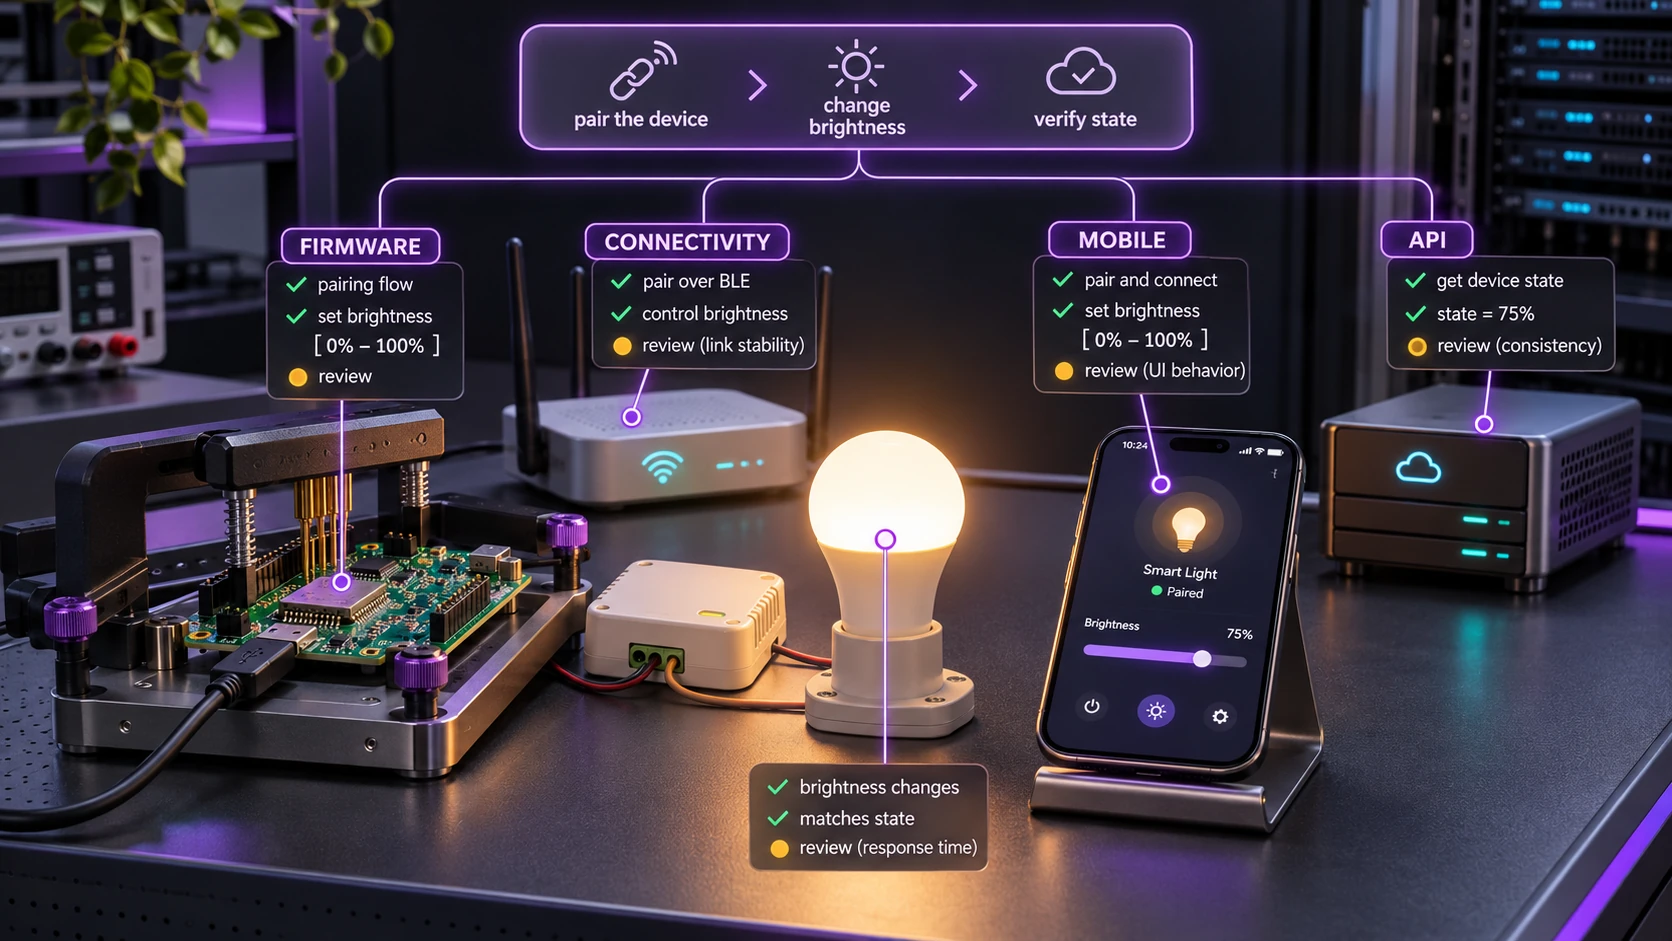 pair the device
change
brightness
verify state
FIRMWARE
pairing flow
set brightness
[ 0% – 100% ]
review
CONNECTIVITY
pair over BLE
control brightness
review (link stability)
MOBILE
pair and connect
set brightness
[ 0% – 100% ]
review (UI behavior)
API
get device state
state = 75%
review (consistency)
10:24
Smart Light
Paired
Brightness
75%
brightness changes
matches state
review (response time)